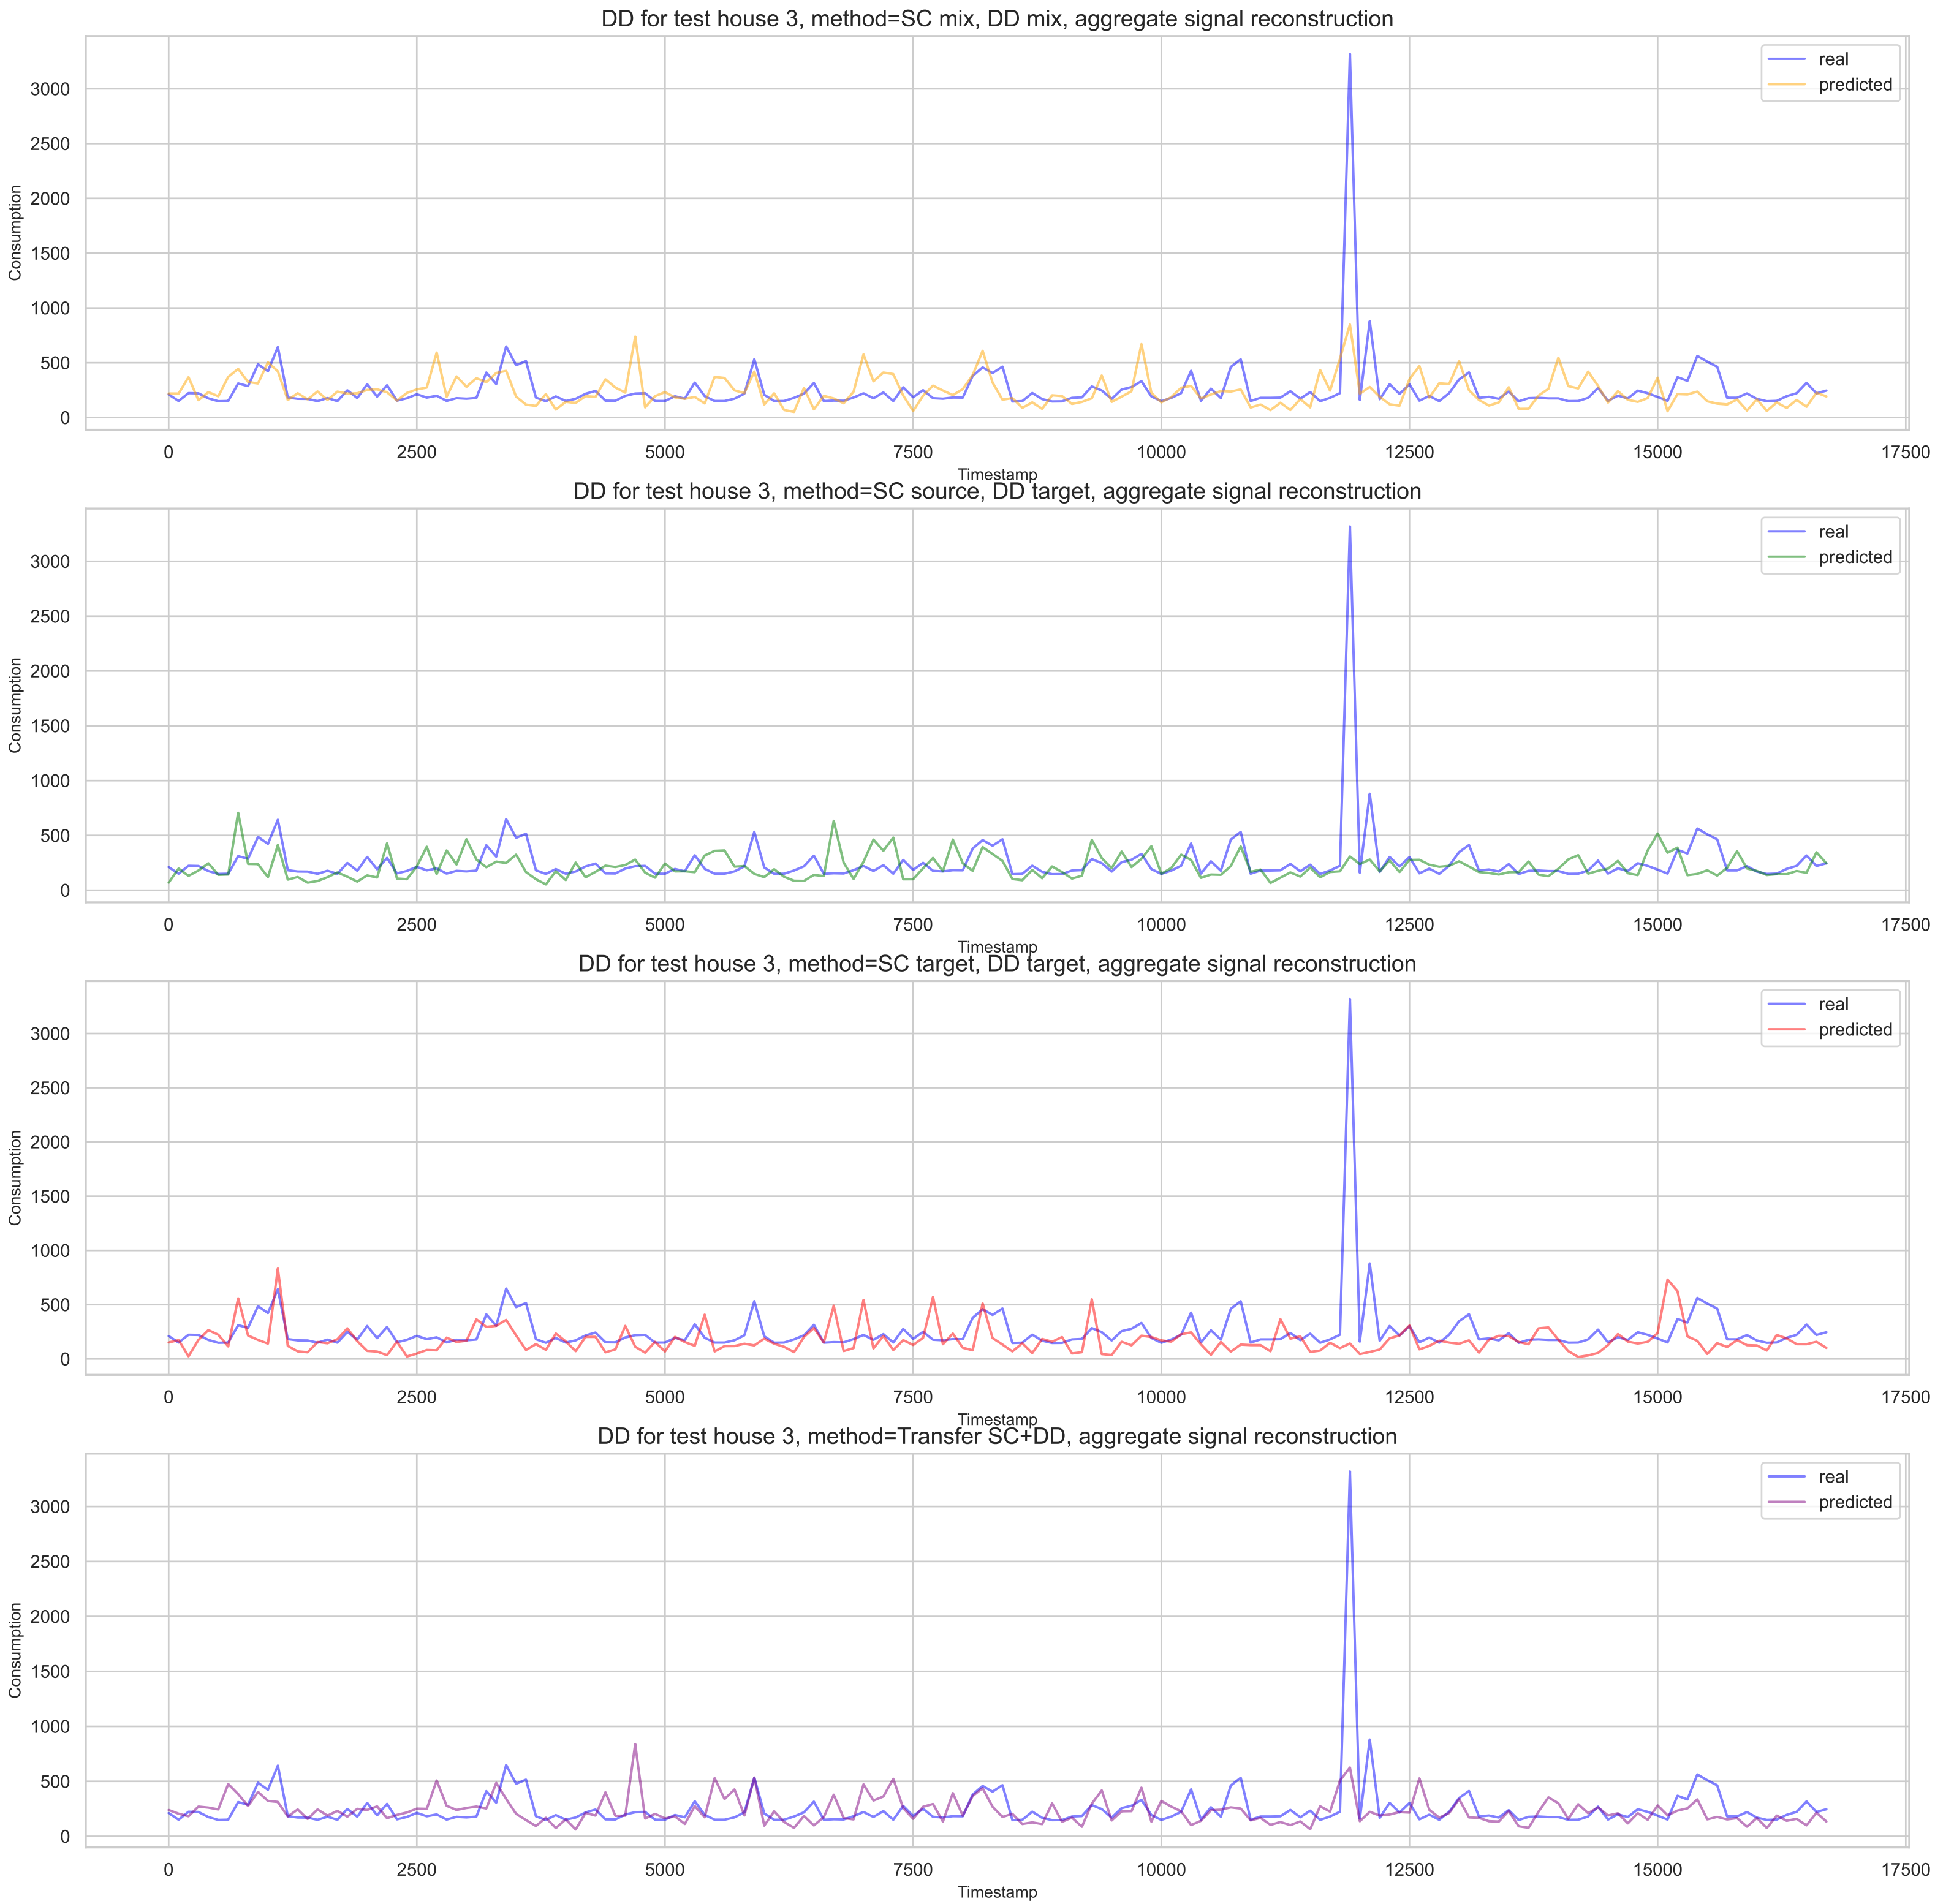 DD for test house 3, method=SC mix, DD mix, aggregate signal reconstruction
real
predicted
3000
2500
2000
1500
1000
500
0
Consumption
0 2500 5000 7500 10000 12500 15000 17500
Timestamp
DD for test house 3, method=SC source, DD target, aggregate signal reconstruction
real
predicted
3000
2500
2000
1500
1000
500
0
Consumption
0 2500 5000 7500 10000 12500 15000 17500
Timestamp
DD for test house 3, method=SC target, DD target, aggregate signal reconstruction
real
predicted
3000
2500
2000
1500
1000
500
0
Consumption
0 2500 5000 7500 10000 12500 15000 17500
Timestamp
DD for test house 3, method=Transfer SC+DD, aggregate signal reconstruction
real
predicted
3000
2500
2000
1500
1000
500
0
Consumption
0 2500 5000 7500 10000 12500 15000 17500
Timestamp